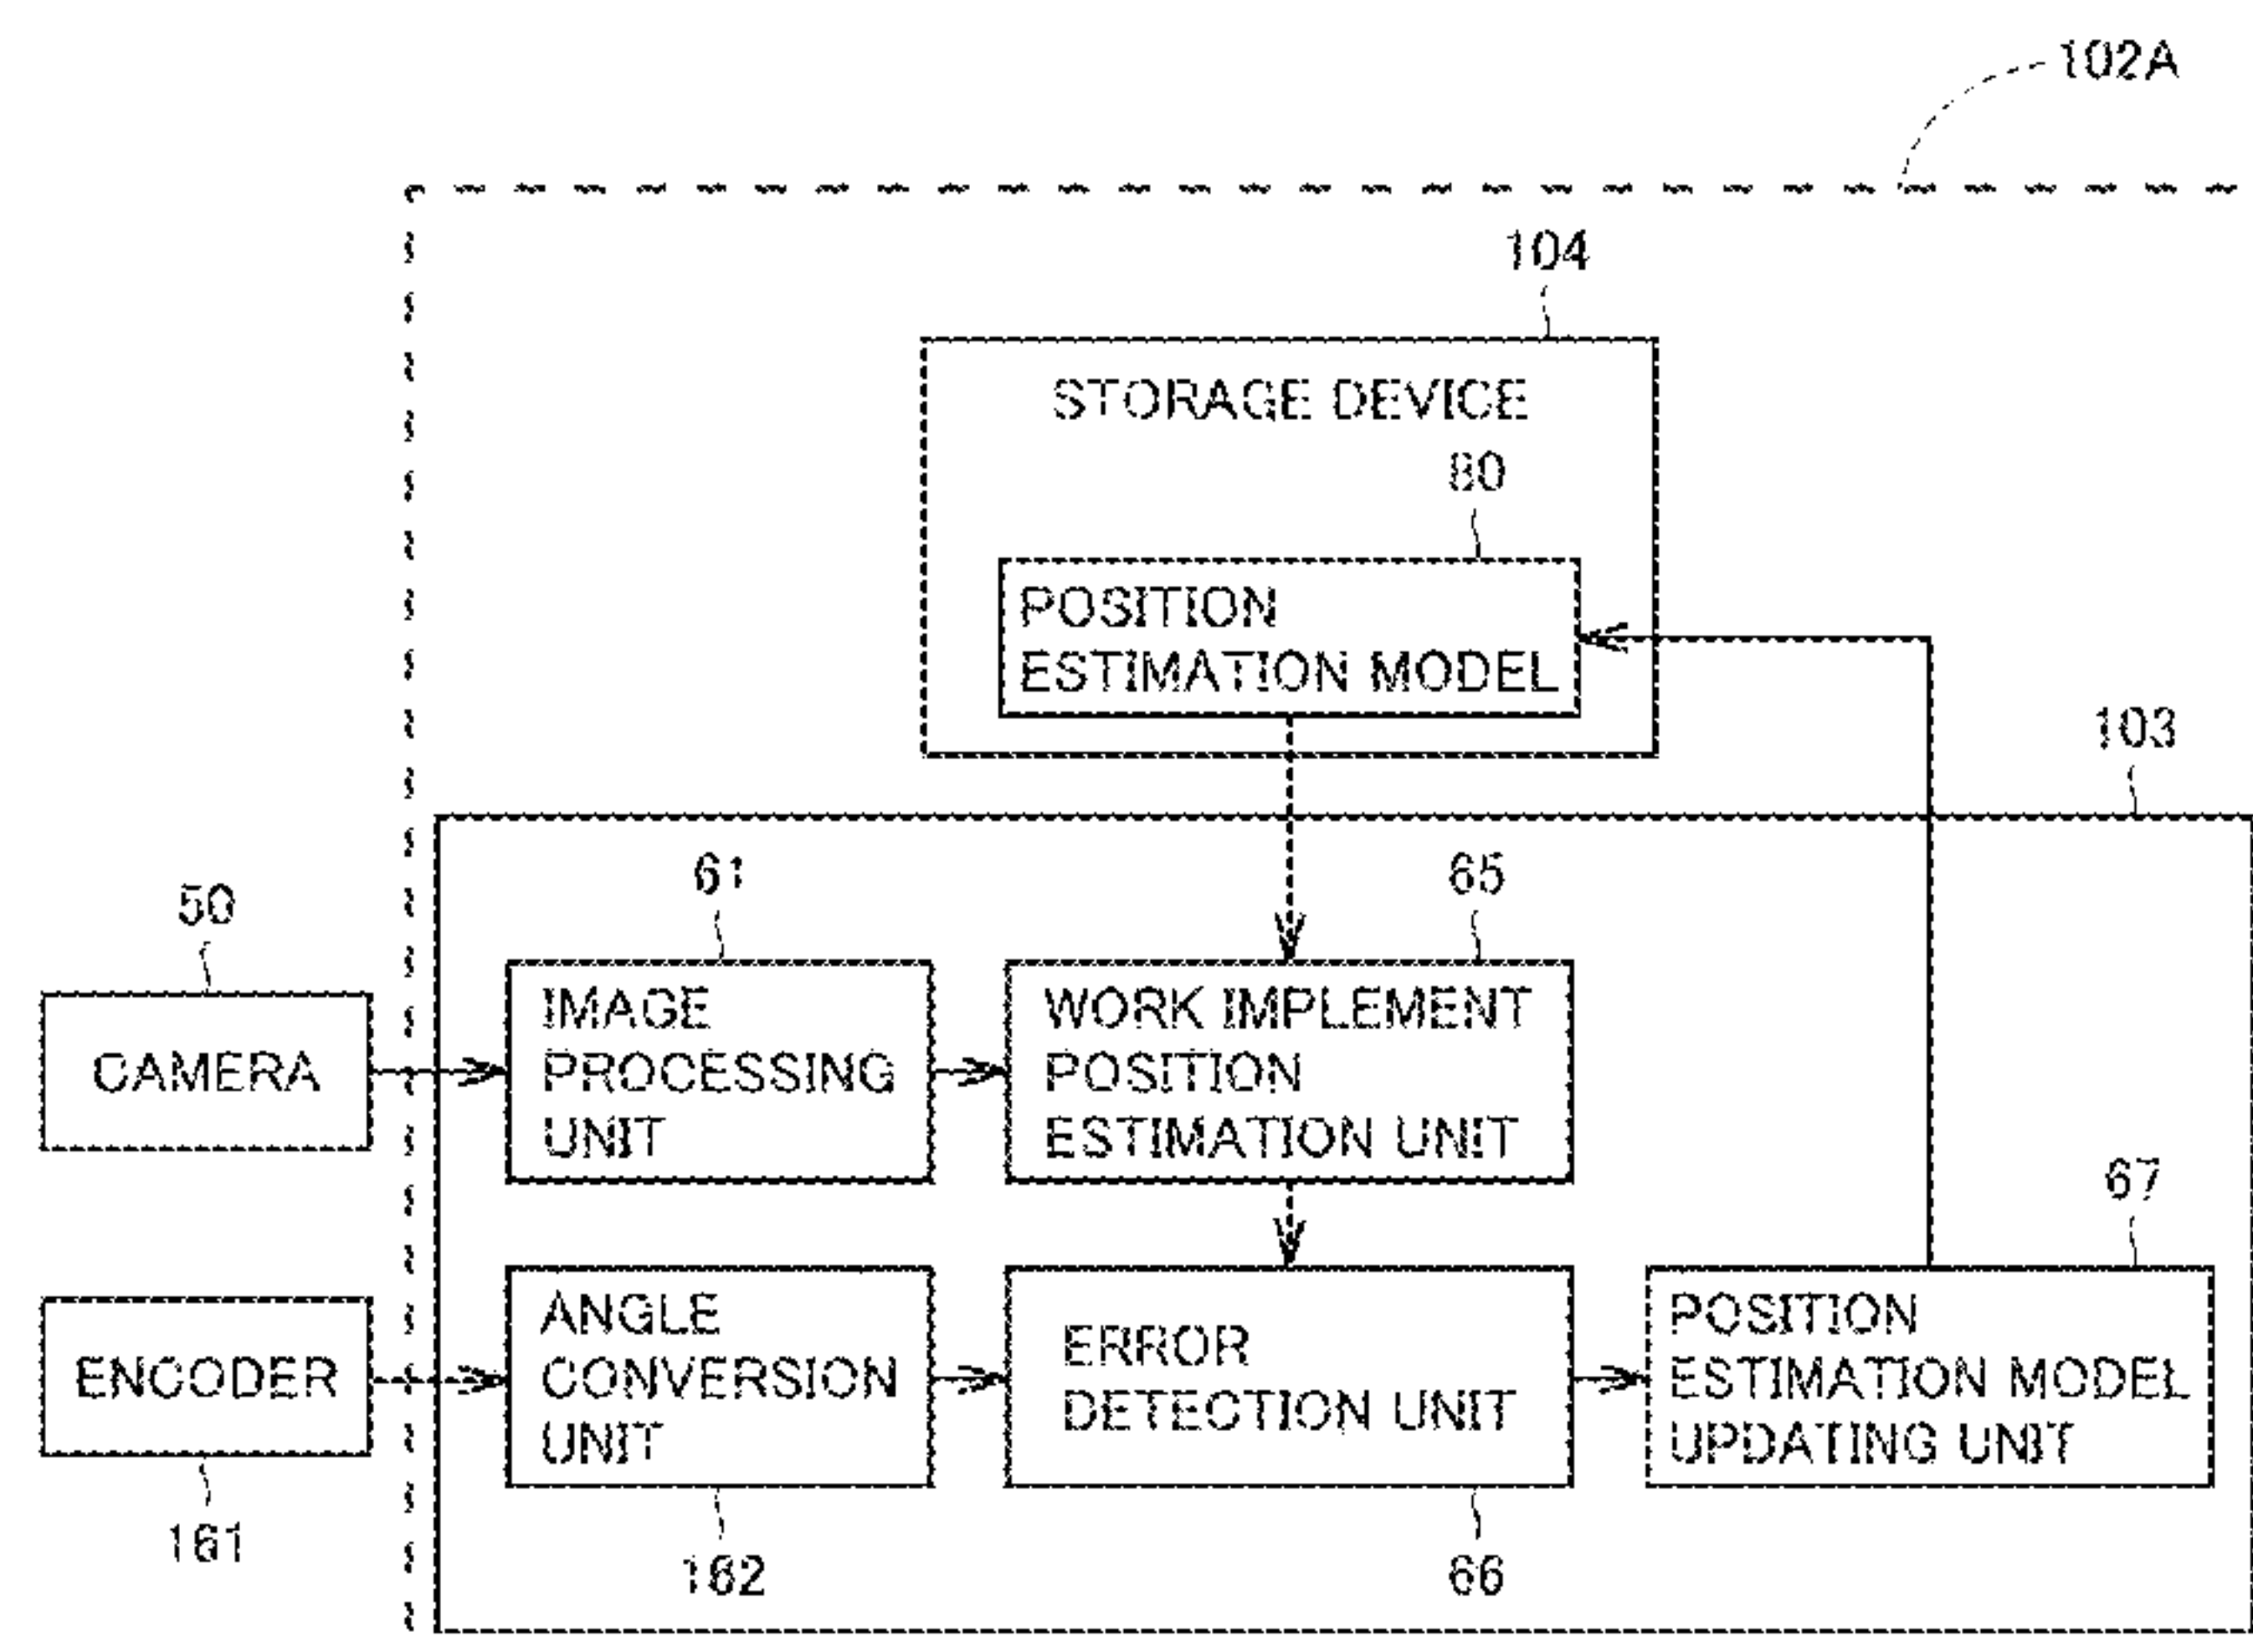 102A
104
STORAGE DEVICE
80
POSITION
ESTIMATION MODEL
103
61
65
50
IMAGE
PROCESSING
UNIT
WORK IMPLEMENT
POSITION
ESTIMATION UNIT
CAMERA
67
ANGLE
CONVERSION
UNIT
ERROR
DETECTION UNIT
POSITION
ESTIMATION MODEL
UPDATING UNIT
ENCODER
161
162
66